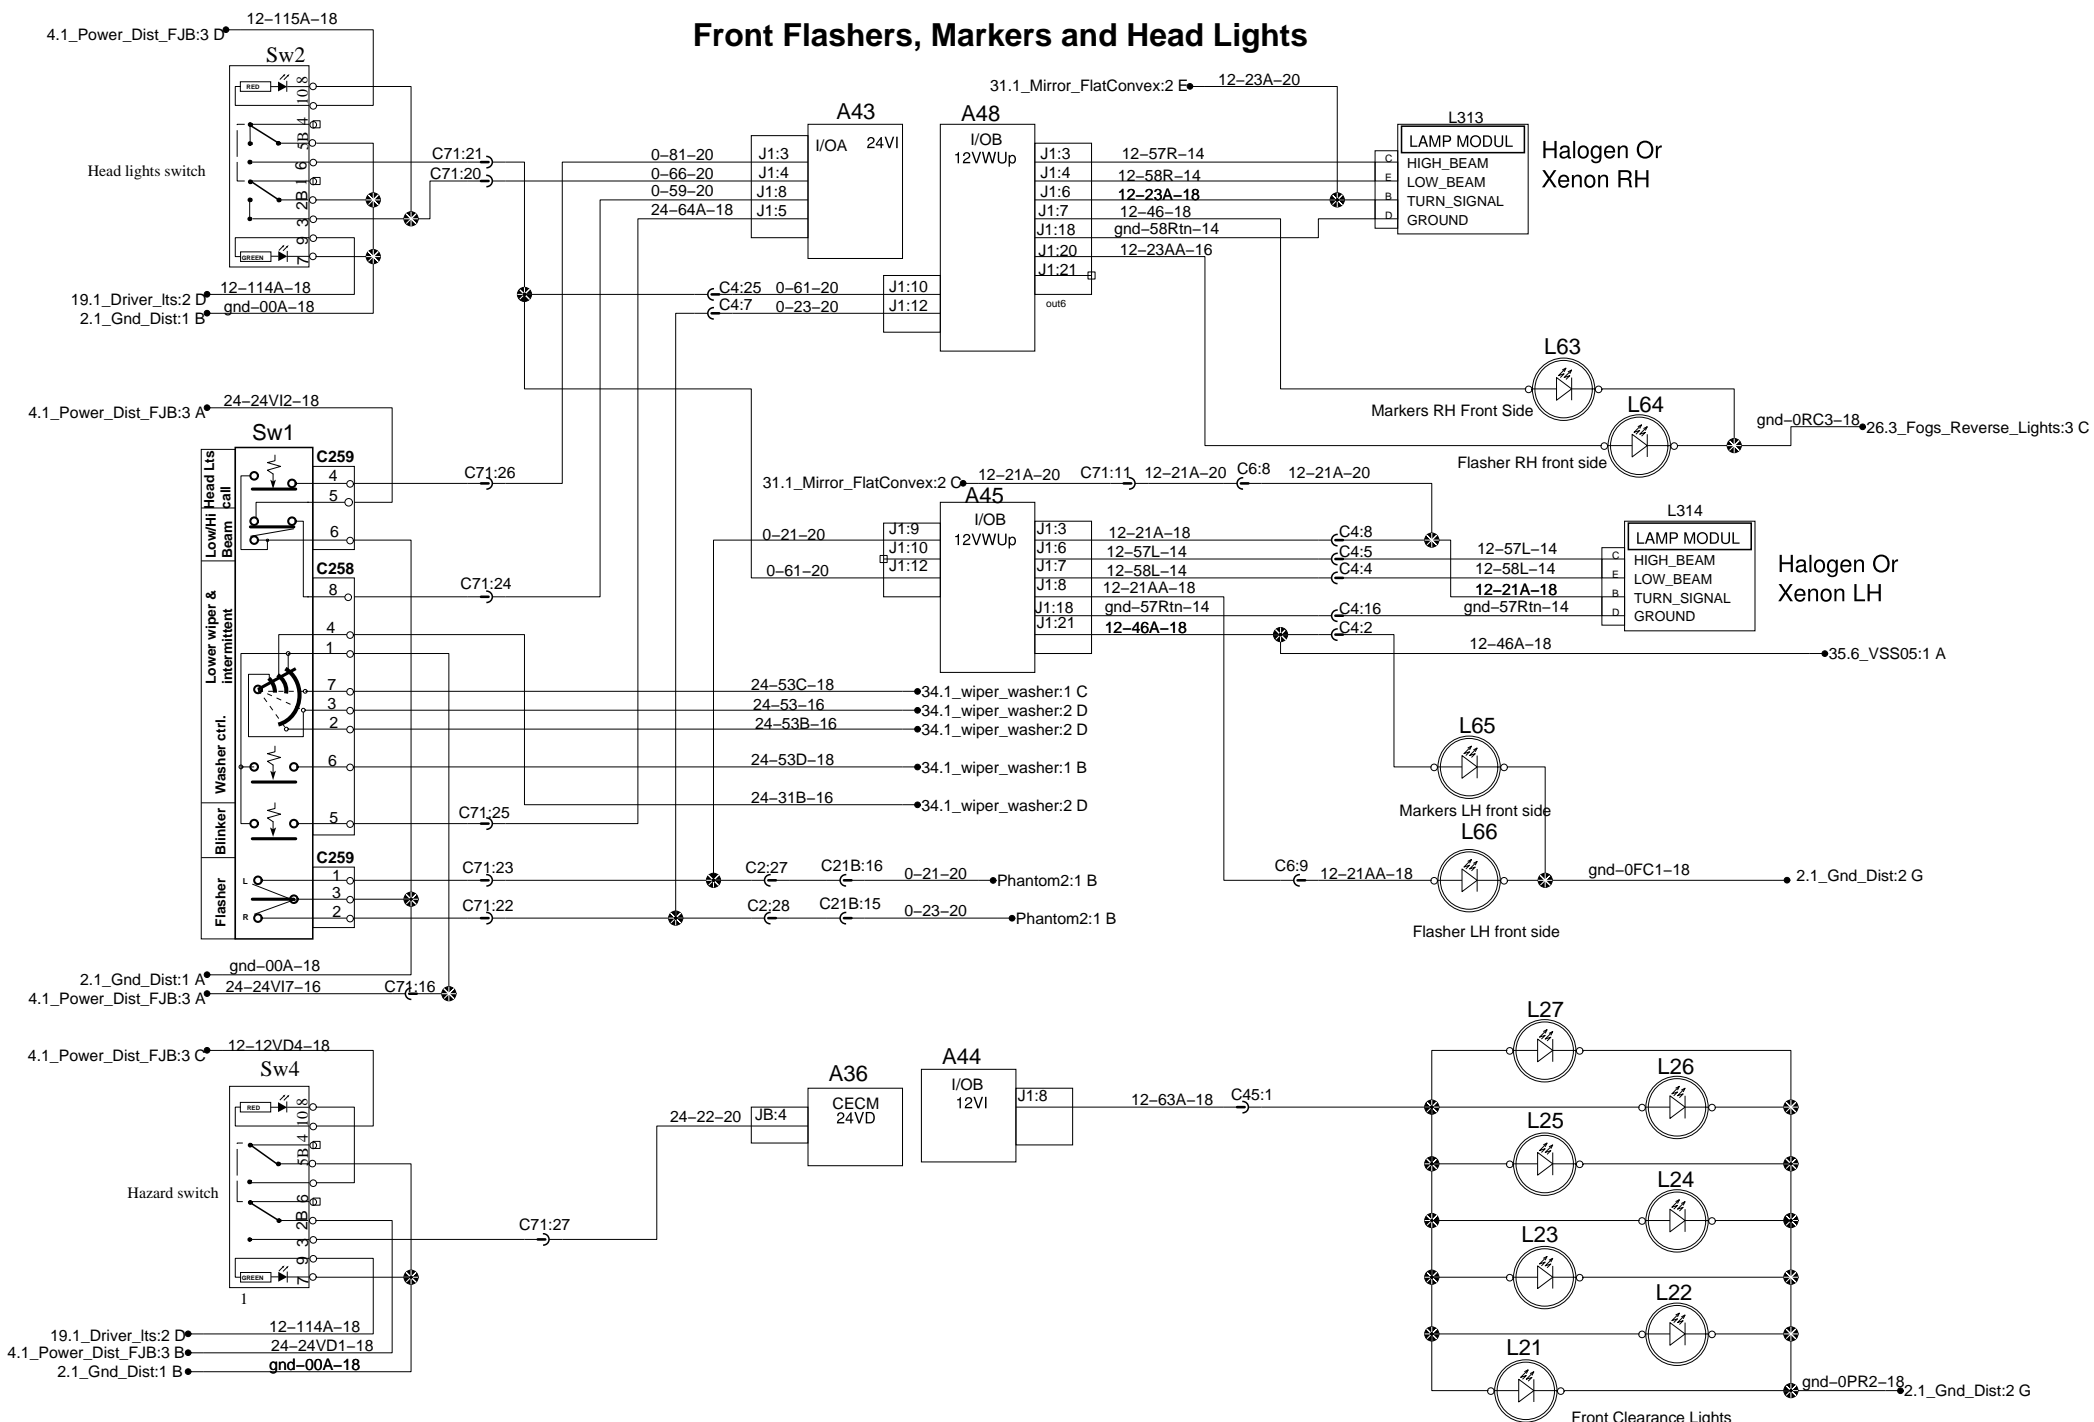 Front Flashers, Markers and Head Lights
12-115A-18
4.1_Power_Dist_FJB:3 D
Sw2
RED
8
10
4
5B
6
1
2B
3
9
7
GREEN
Head lights switch
12-114A-18
19.1_Driver_lts:2 D
gnd-00A-18
2.1_Gnd_Dist:1 B
C71:21
C71:20
0-81-20
0-66-20
0-59-20
24-64A-18
A43
I/OA 24VI
J1:3
J1:4
J1:8
J1:5
31.1_Mirror_FlatConvex:2 E
12-23A-20
A48
I/OB
12VWUp
J1:3
J1:4
J1:6
J1:7
J1:18
J1:20
J1:21
out6
J1:10
J1:12
C4:25 0-61-20
C4:7 0-23-20
12-57R-14
12-58R-14
12-23A-18
12-46-18
gnd-58Rtn-14
12-23AA-16
L313
LAMP MODUL
C HIGH_BEAM
E LOW_BEAM
B TURN_SIGNAL
D GROUND
Halogen Or
Xenon RH
L63
Markers RH Front Side
L64
Flasher RH front side
gnd-0RC3-18
26.3_Fogs_Reverse_Lights:3 C
24-24VI2-18
4.1_Power_Dist_FJB:3 A
Sw1
Head Lts
call
Low/Hi
Beam
Lower wiper &
intermittent
Washer ctrl.
Blinker
Flasher
C259
4
5
6
C258
8
4
1
7
3
2
6
5
C259
1
3
2
L
R
C71:26
C71:24
C71:25
C71:23
C71:22
24-53C-18
34.1_wiper_washer:1 C
24-53-16
34.1_wiper_washer:2 D
24-53B-16
34.1_wiper_washer:2 D
24-53D-18
34.1_wiper_washer:1 B
24-31B-16
34.1_wiper_washer:2 D
C2:27 C21B:16 0-21-20
Phantom2:1 B
C2:28 C21B:15 0-23-20
Phantom2:1 B
gnd-00A-18
2.1_Gnd_Dist:1 A
24-24VI7-16
4.1_Power_Dist_FJB:3 A
C71:16
31.1_Mirror_FlatConvex:2 C
12-21A-20 C71:11 12-21A-20 C6:8 12-21A-20
A45
I/OB
12VWUp
J1:9
J1:10
J1:12
0-21-20
0-61-20
J1:3
J1:6
J1:7
J1:8
J1:18
J1:21
12-21A-18
12-57L-14
12-58L-14
12-21AA-18
gnd-57Rtn-14
12-46A-18
C4:8
C4:5
C4:4
C4:16
C4:2
12-57L-14
12-58L-14
12-21A-18
gnd-57Rtn-14
L314
LAMP MODUL
C HIGH_BEAM
E LOW_BEAM
B TURN_SIGNAL
D GROUND
Halogen Or
Xenon LH
12-46A-18
35.6_VSS05:1 A
L65
Markers LH front side
L66
C6:9 12-21AA-18
Flasher LH front side
gnd-0FC1-18
2.1_Gnd_Dist:2 G
12-12VD4-18
4.1_Power_Dist_FJB:3 C
Sw4
RED
8
10
4
5B
6
2B
3
9
7
GREEN
1
Hazard switch
12-114A-18
19.1_Driver_lts:2 D
24-24VD1-18
4.1_Power_Dist_FJB:3 B
gnd-00A-18
2.1_Gnd_Dist:1 B
C71:27
24-22-20
A36
JB:4
CECM
24VD
A44
I/OB
12VI
J1:8
12-63A-18 C45:1
L27
L26
L25
L24
L23
L22
L21
gnd-0PR2-18
2.1_Gnd_Dist:2 G
Front Clearance Lights